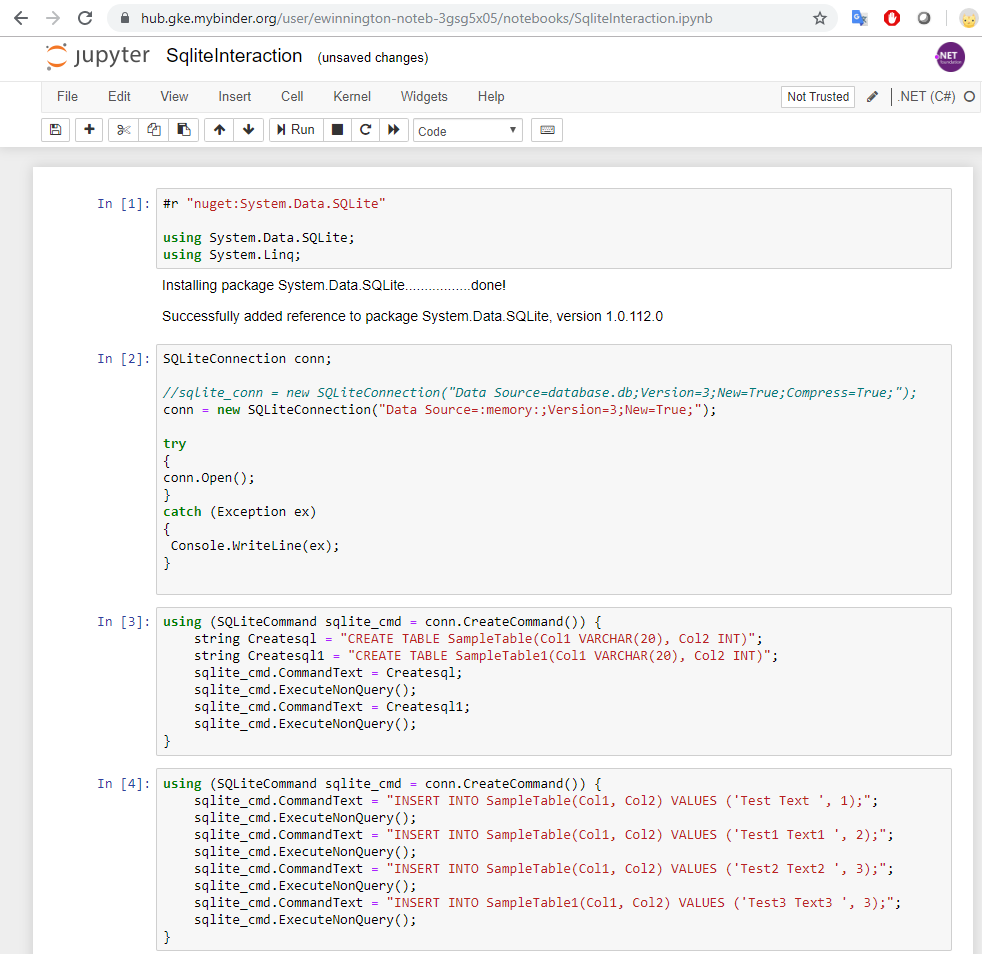 hub.gke.mybinder.org/user/ewinnington-noteb-3gsg5x05/notebooks/SqliteInteraction.ipynb
jupyter SqliteInteraction (unsaved changes)
.NET
File Edit View Insert Cell Kernel Widgets Help Not Trusted .NET (C#)
Run Code
In [1]: #r "nuget:System.Data.SQLite"
using System.Data.SQLite;
using System.Linq;
Installing package System.Data.SQLite.................done!
Successfully added reference to package System.Data.SQLite, version 1.0.112.0
In [2]: SQLiteConnection conn;
//sqlite_conn = new SQLiteConnection("Data Source=database.db;Version=3;New=True;Compress=True;");
conn = new SQLiteConnection("Data Source=:memory:;Version=3;New=True;");
try
{
conn.Open();
}
catch (Exception ex)
{
 Console.WriteLine(ex);
}
In [3]: using (SQLiteCommand sqlite_cmd = conn.CreateCommand()) {
    string Createsql = "CREATE TABLE SampleTable(Col1 VARCHAR(20), Col2 INT)";
    string Createsql1 = "CREATE TABLE SampleTable1(Col1 VARCHAR(20), Col2 INT)";
    sqlite_cmd.CommandText = Createsql;
    sqlite_cmd.ExecuteNonQuery();
    sqlite_cmd.CommandText = Createsql1;
    sqlite_cmd.ExecuteNonQuery();
}
In [4]: using (SQLiteCommand sqlite_cmd = conn.CreateCommand()) {
    sqlite_cmd.CommandText = "INSERT INTO SampleTable(Col1, Col2) VALUES ('Test Text ', 1);";
    sqlite_cmd.ExecuteNonQuery();
    sqlite_cmd.CommandText = "INSERT INTO SampleTable(Col1, Col2) VALUES ('Test1 Text1 ', 2);";
    sqlite_cmd.ExecuteNonQuery();
    sqlite_cmd.CommandText = "INSERT INTO SampleTable(Col1, Col2) VALUES ('Test2 Text2 ', 3);";
    sqlite_cmd.ExecuteNonQuery();
    sqlite_cmd.CommandText = "INSERT INTO SampleTable1(Col1, Col2) VALUES ('Test3 Text3 ', 3);";
    sqlite_cmd.ExecuteNonQuery();
}